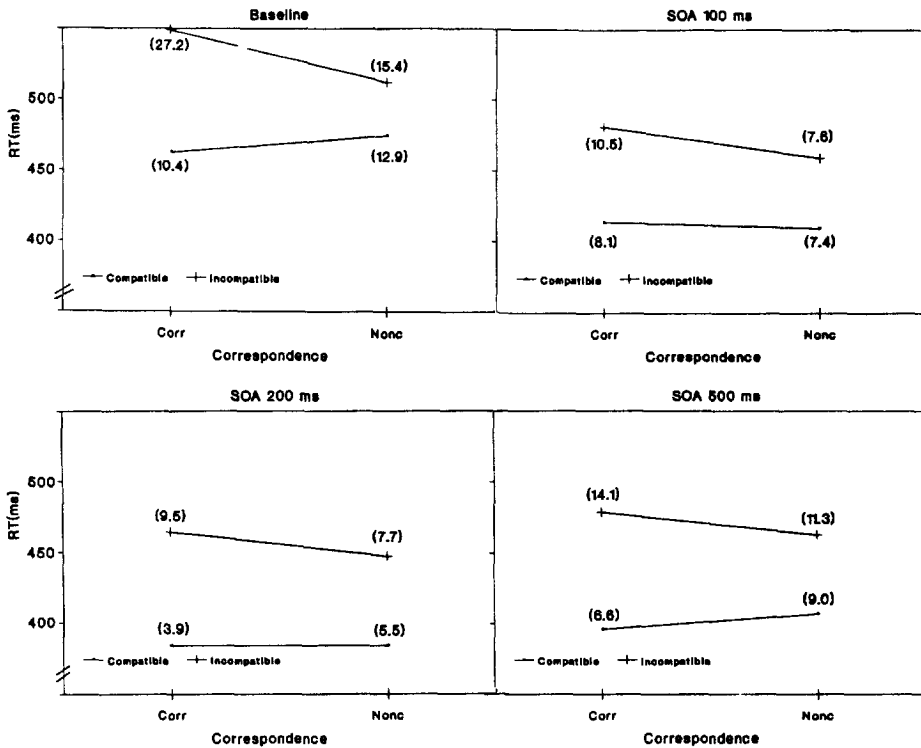 Baseline
SOA 100 ms
RT(ms)
500
450
400
(27.2)
(15.4)
(10.4)
(12.9)
Compatible Incompatible
Corr Nonc
Correspondence
(10.5)
(7.6)
(8.1)
(7.4)
Compatible Incompatible
Corr Nonc
Correspondence
SOA 200 ms
SOA 500 ms
RT(ms)
500
450
400
(9.5)
(7.7)
(3.9)
(5.5)
Compatible Incompatible
Corr Nonc
Correspondence
(14.1)
(11.3)
(6.6)
(9.0)
Compatible Incompatible
Corr Nonc
Correspondence